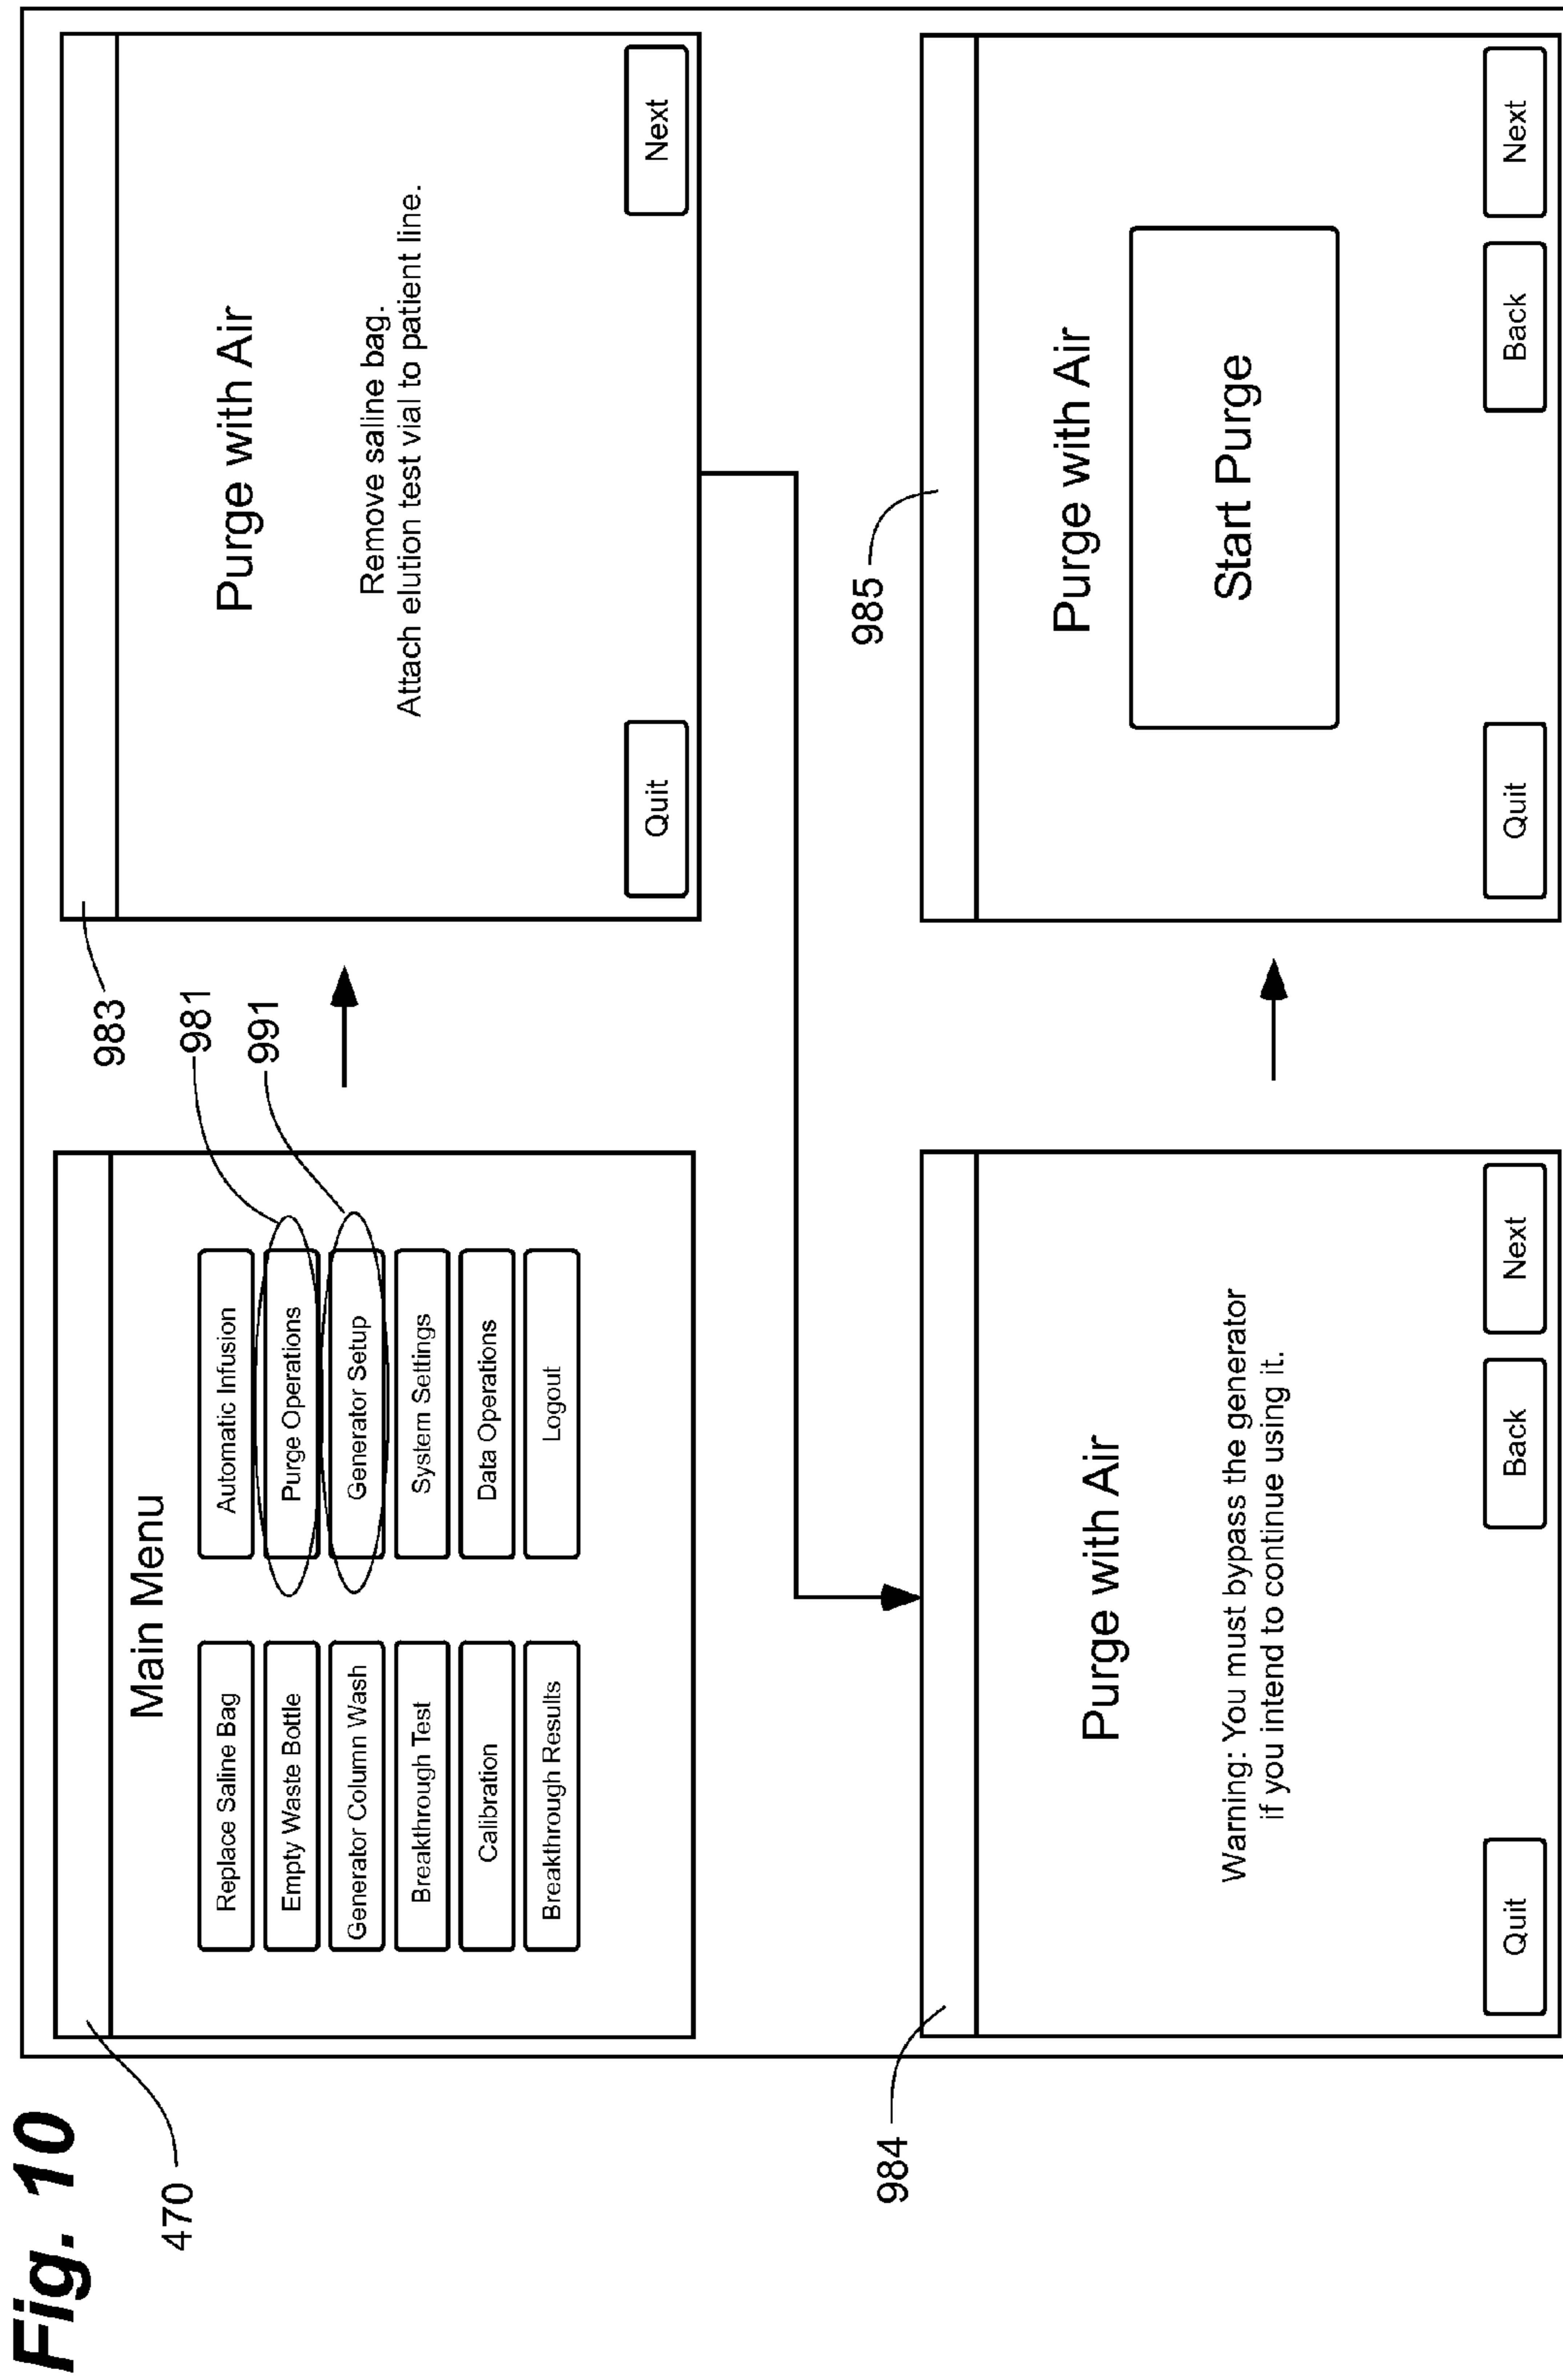 Fig. 10
470
Main Menu
Replace Saline Bag
Empty Waste Bottle
Generator Column Wash
Breakthrough Test
Calibration
Breakthrough Results
Automatic Infusion
Purge Operations
Generator Setup
System Settings
Data Operations
Logout
981
991
983
Purge with Air
Remove saline bag.
Attach elution test vial to patient line.
Quit
Next
984
Purge with Air
Warning: You must bypass the generator
if you intend to continue using it.
Quit
Back
Next
985
Purge with Air
Start Purge
Quit
Back
Next